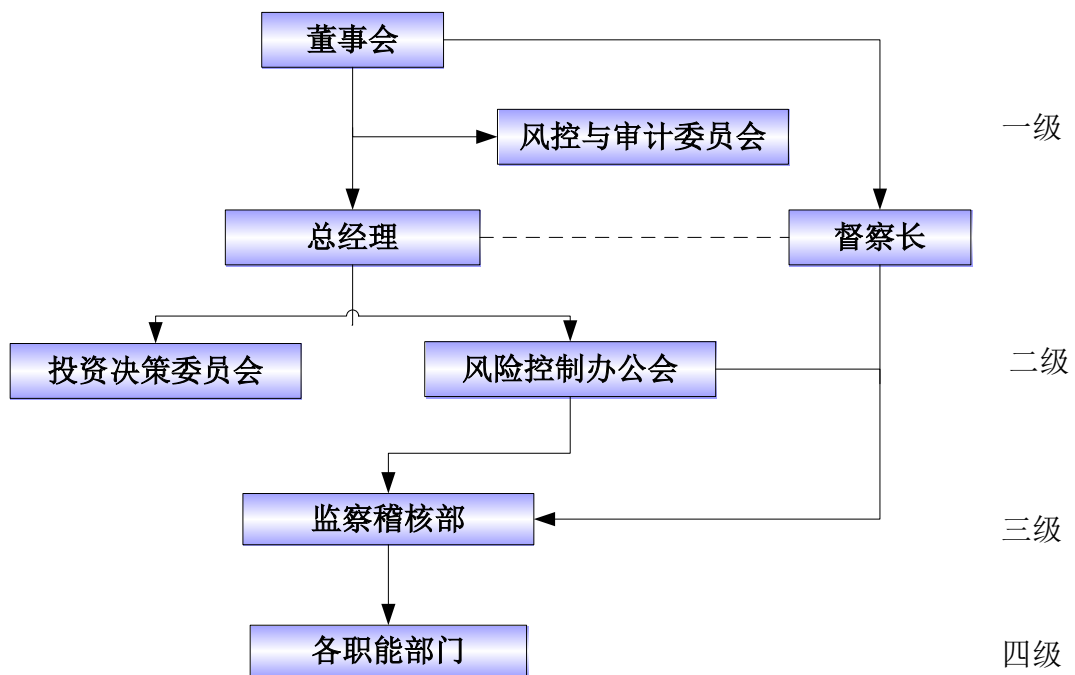 董事会
风控与审计委员会
一级
总经理
督察长
投资决策委员会
风险控制办公会
二级
监察稽核部
三级
各职能部门
四级